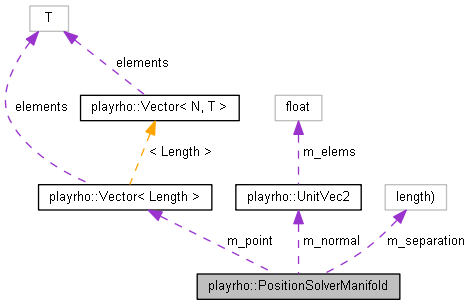 T
elements
elements
playrho::Vector< N, T >
float
< Length >
m_elems
playrho::Vector< Length >
playrho::UnitVec2
length)
m_point
m_normal
m_separation
playrho::PositionSolverManifold